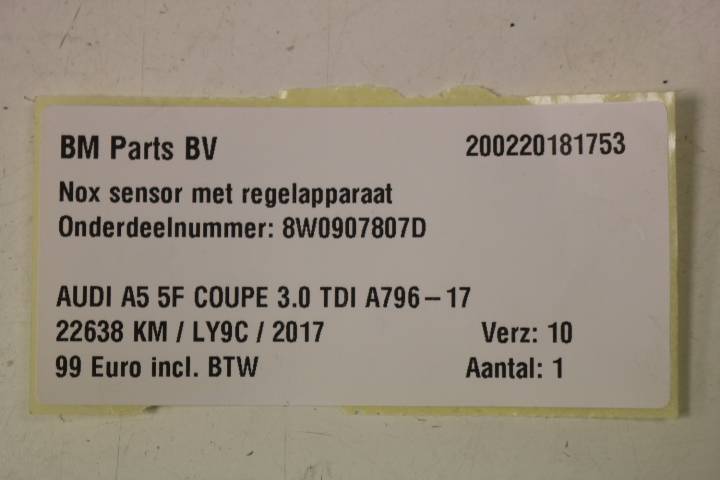 BM Parts BV 200220181753
Nox sensor met regelapparaat
Onderdeelnummer: 8W0907807D
AUDI A5 5F COUPE 3.0 TDI A796-17
22638 KM / LY9C / 2017 Verz: 10
99 Euro incl. BTW Aantal: 1